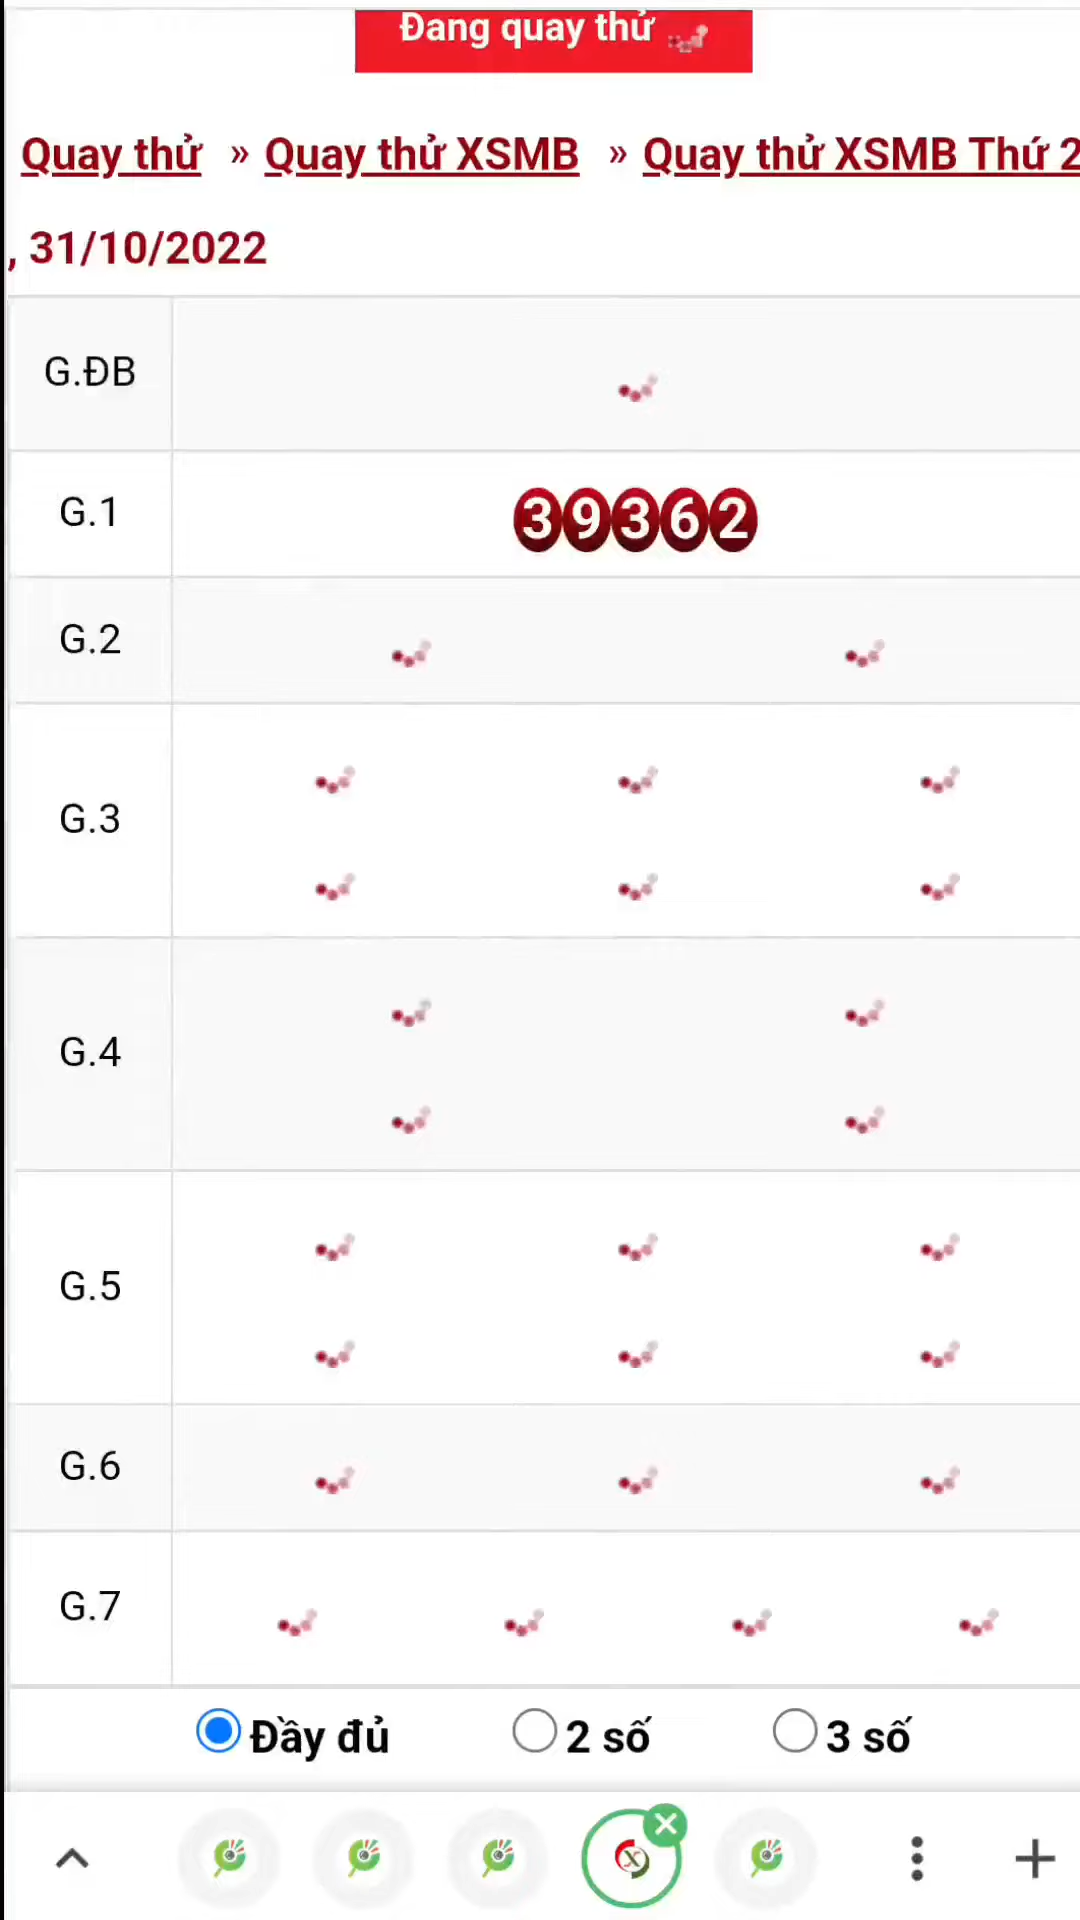 Đang quay thử
Quay thử » Quay thử XSMB » Quay thử XSMB Thứ 2
, 31/10/2022
G.ĐB
G.1 39362
G.2
G.3
G.4
G.5
G.6
G.7
Đầy đủ 2 số 3 số